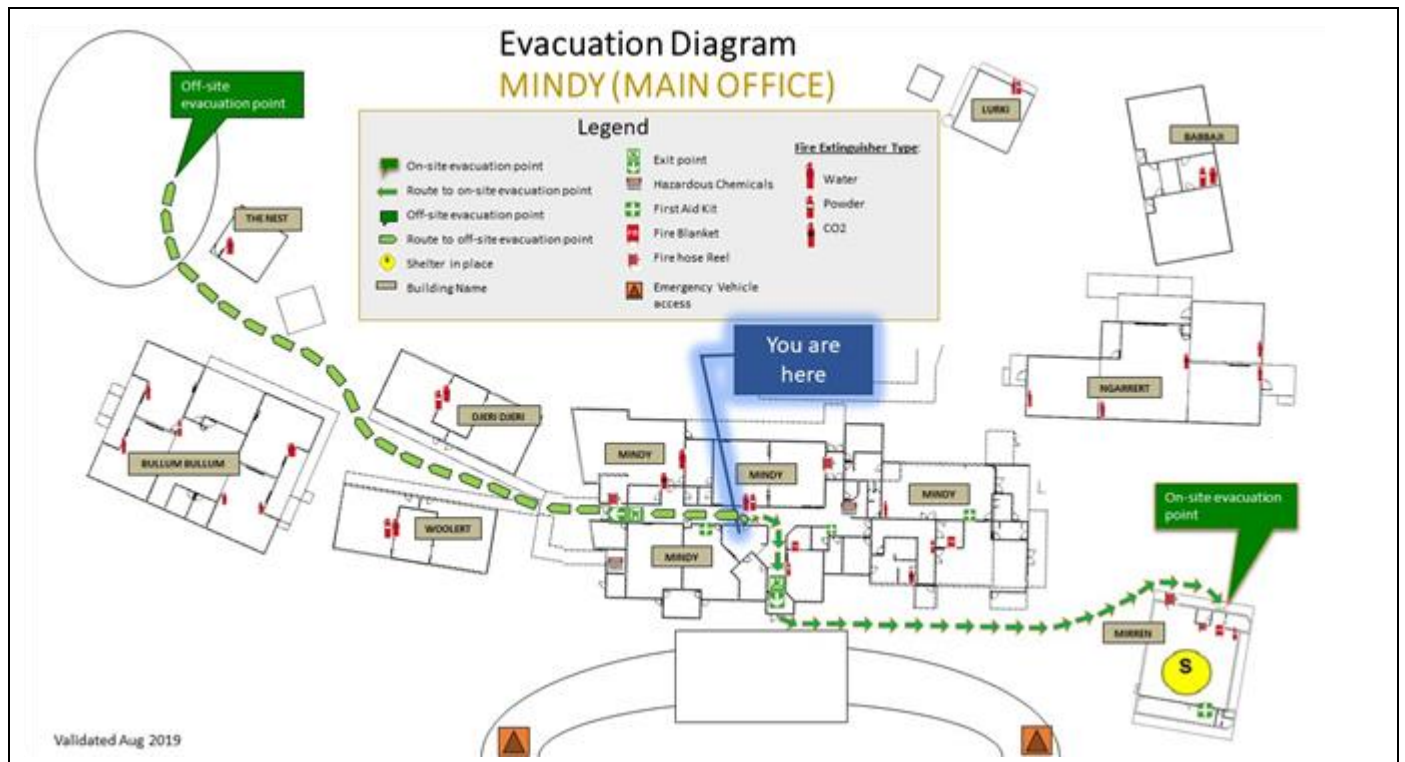 Evacuation Diagram
MINDY (MAIN OFFICE)
Off-site
evacuation point
Legend
On-site evacuation point
Route to on-site evacuation point
Off-site evacuation point
Route to off-site evacuation point
Shelter in place
Building Name
Exit point
Hazardous Chemicals
First Aid Kit
Fire Blanket
Fire hose Reel
Emergency Vehicle
access
Fire Extinguisher Type:
Water
Powder
CO2
LURKI
BABBAJI
THE NEST
You are
here
NGARRERT
DJERI DJERI
BULLUM BULLUM
WOOLERT
MINDY
MINDY
MINDY
MINDY
On-site evacuation
point
MIRREN
S
Validated Aug 2019